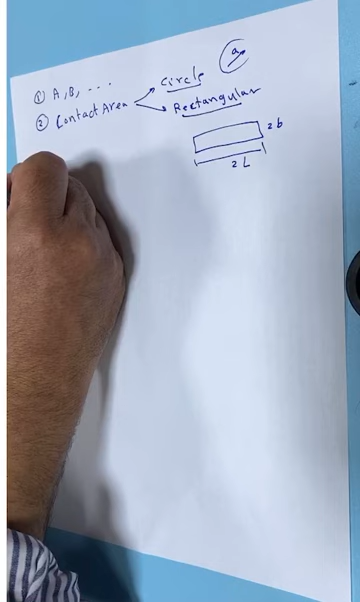 ① A, B, ...
② Contact Area
Circle
a
Rectangular
2b
2L